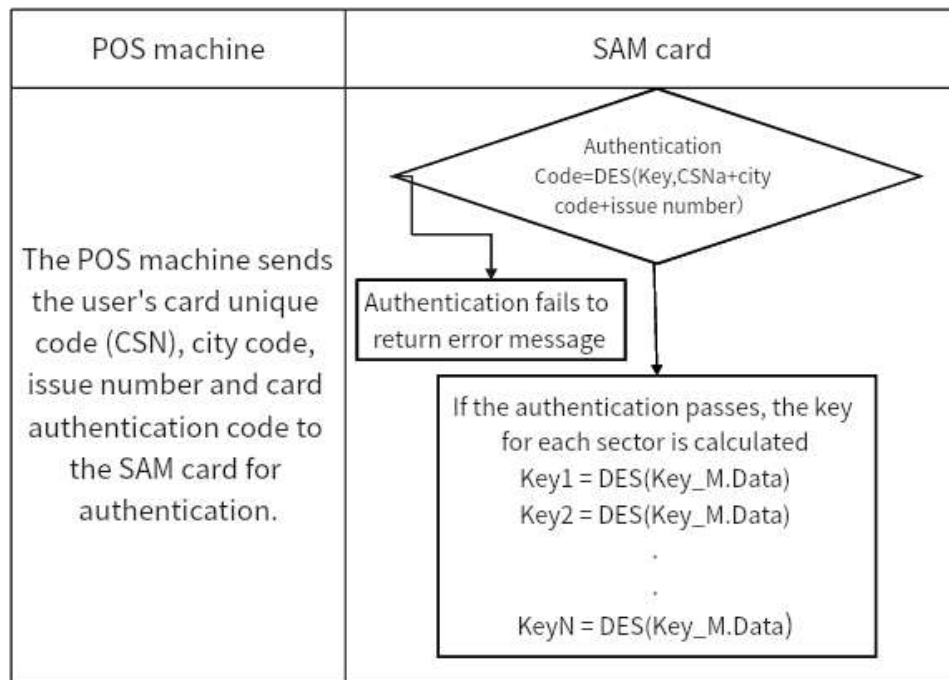 POS machine
SAM card
The POS machine sends
the user's card unique
code (CSN), city code,
issue number and card
authentication code to
the SAM card for
authentication.
Authentication
Code=DES(Key,CSNa+city
code+issue number)
Authentication fails to
return error message
If the authentication passes, the key
for each sector is calculated
Key1 = DES(Key_M.Data)
Key2 = DES(Key_M.Data)
.
.
KeyN = DES(Key_M.Data)